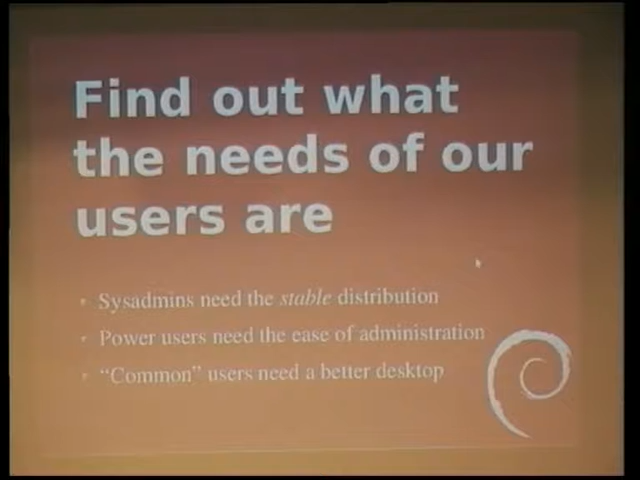 Find out what
the needs of our
users are
• Sysadmins need the stable distribution
• Power users need the ease of administration
• “Common” users need a better desktop